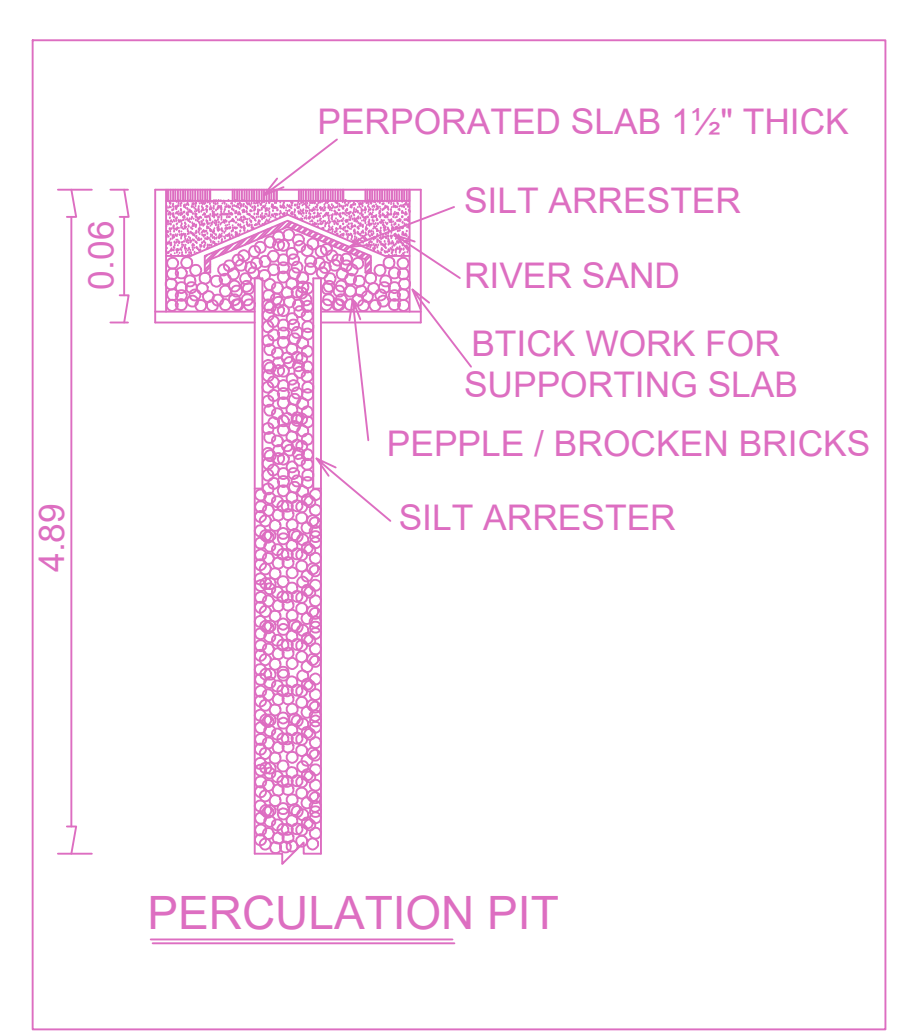 PERPORATED SLAB 1½" THICK
SILT ARRESTER
0.06
RIVER SAND
BTICK WORK FOR
SUPPORTING SLAB
PEPPLE / BROCKEN BRICKS
SILT ARRESTER
4.89
PERCULATION PIT